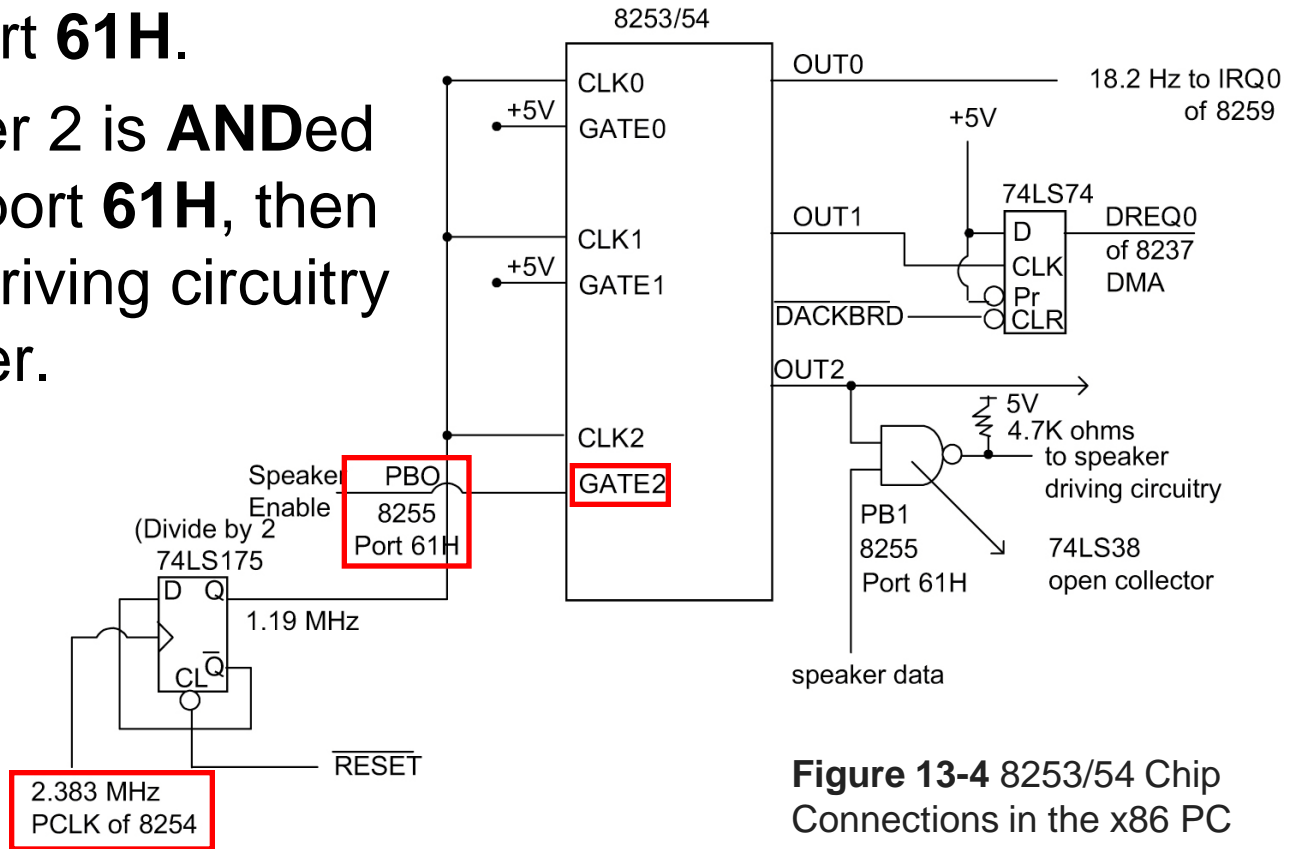 rt 61H.
er 2 is ANDed
port 61H, then
riving circuitry
er.
8253/54
CLK0
+5V
GATE0
CLK1
+5V
GATE1
CLK2
GATE2
OUT0
18.2 Hz to IRQ0
of 8259
+5V
74LS74
OUT1
D
CLK
Pr
CLR
DREQ0
of 8237
DMA
DACKBRD
OUT2
5V
4.7K ohms
to speaker
driving circuitry
PB1
8255
Port 61H
74LS38
open collector
speaker data
Speaker
Enable
PBO
8255
Port 61H
(Divide by 2
74LS175
D Q
1.19 MHz
Q
CL
RESET
2.383 MHz
PCLK of 8254
Figure 13-4 8253/54 Chip
Connections in the x86 PC